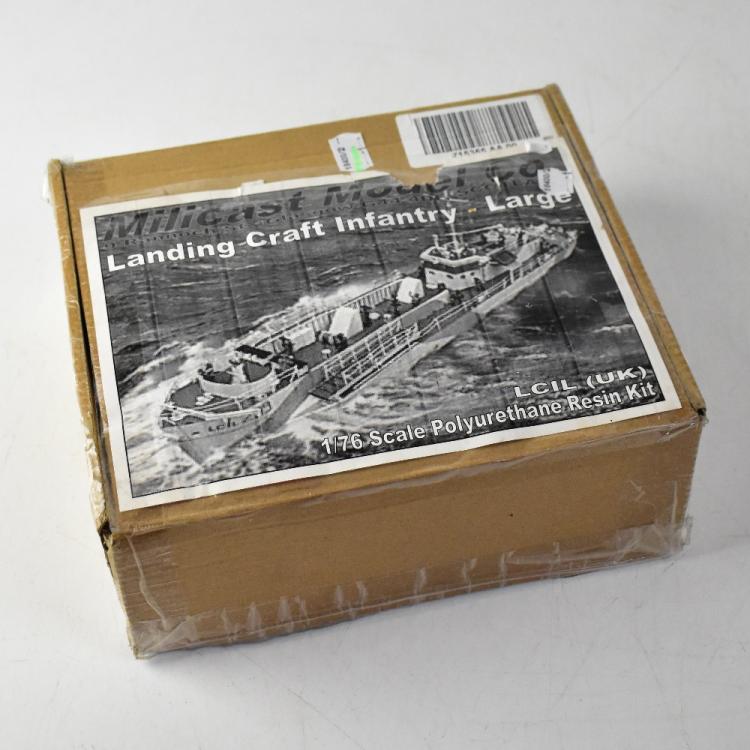 Milicast Model Co
Landing Craft Infantry - Large
LCIL (UK)
1/76 Scale Polyurethane Resin Kit